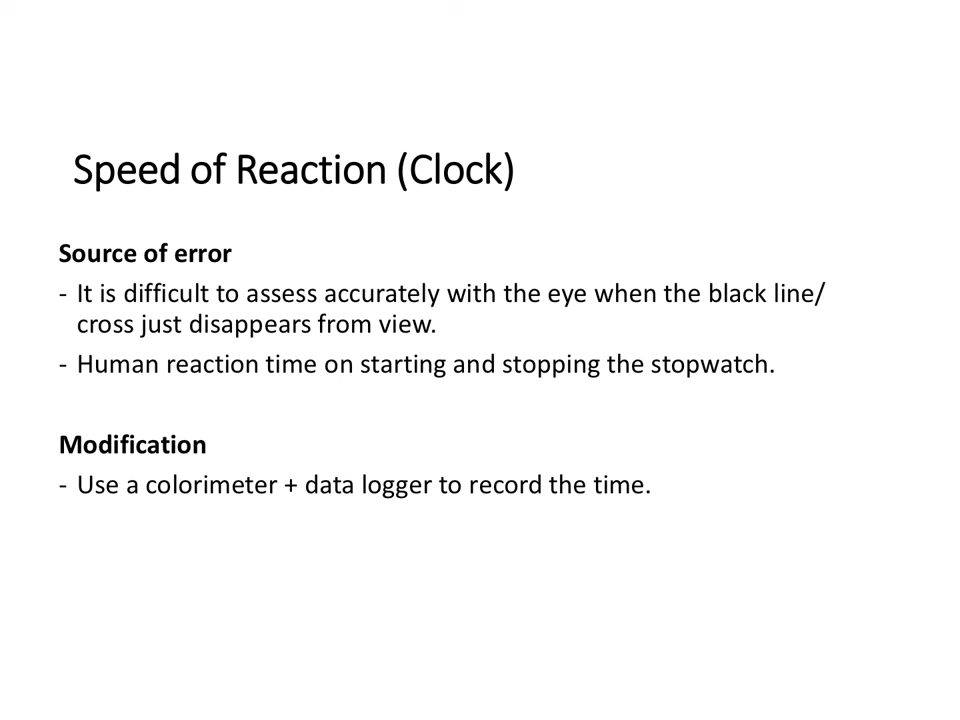 Speed of Reaction (Clock)
Source of error
- It is difficult to assess accurately with the eye when the black line/
cross just disappears from view.
- Human reaction time on starting and stopping the stopwatch.
Modification
- Use a colorimeter + data logger to record the time.